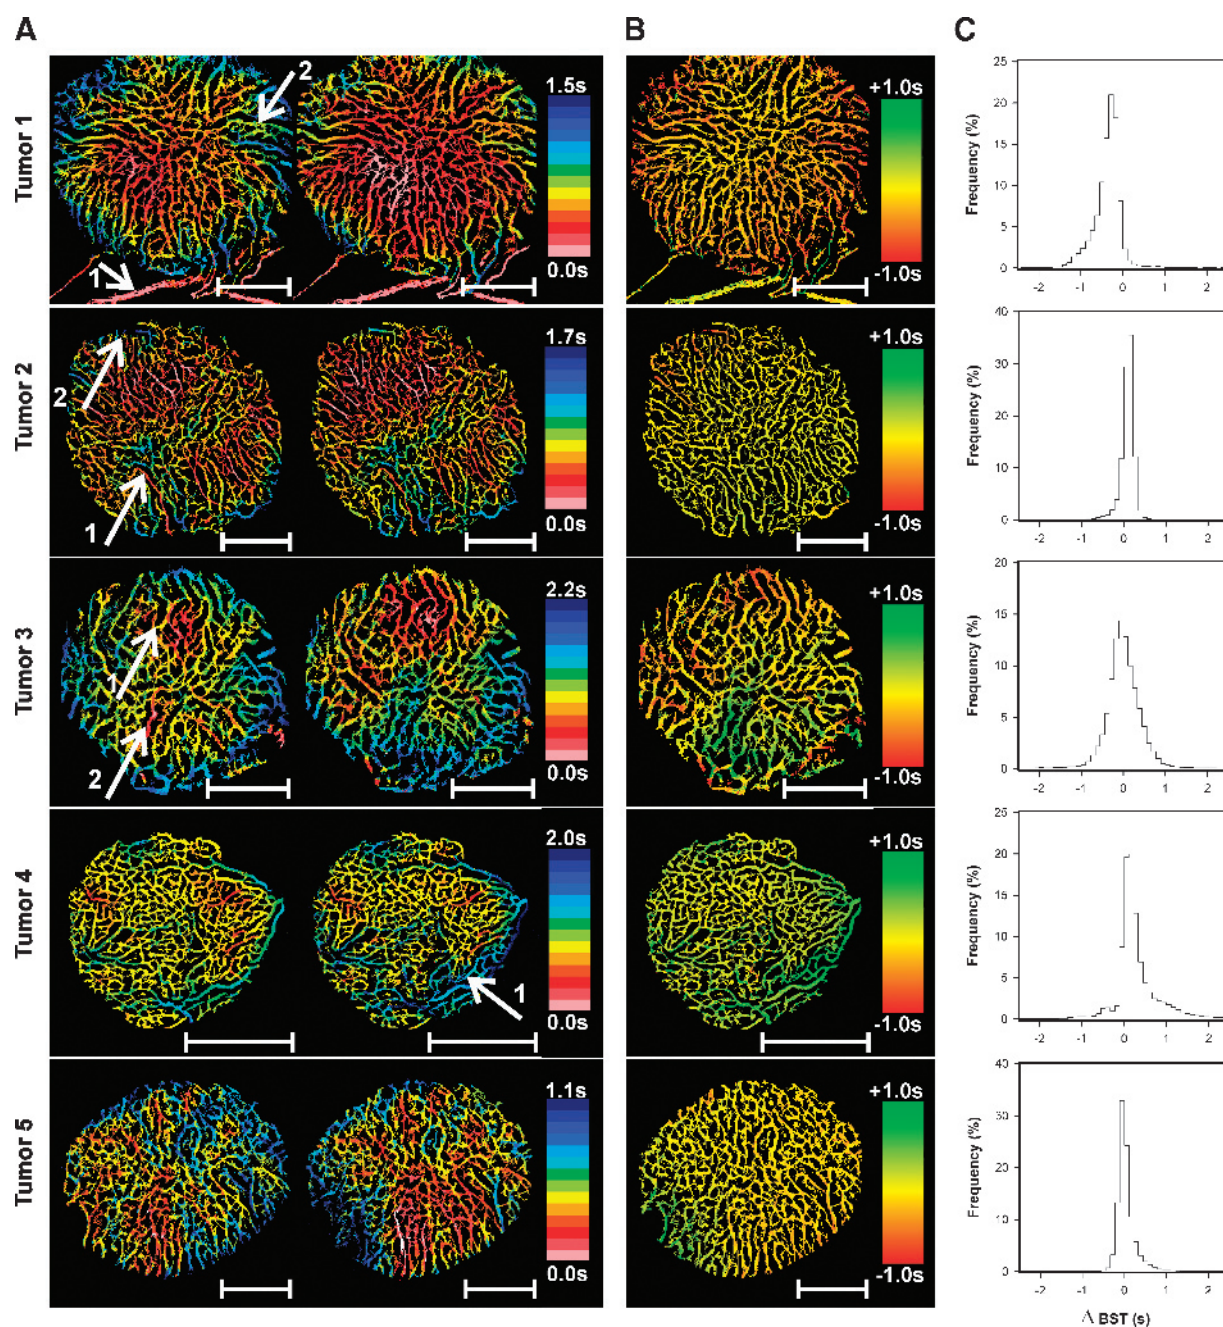 A B C
Tumor 1
2
1
1.5s
0.0s
+1.0s
-1.0s
Frequency (%)
25
20
15
10
5
0
-2 -1 0 1 2
Tumor 2
2
1
1.7s
0.0s
+1.0s
-1.0s
Frequency (%)
40
30
20
10
0
-2 -1 0 1 2
Tumor 3
1
2
2.2s
0.0s
+1.0s
-1.0s
Frequency (%)
20
15
10
5
0
-2 -1 0 1 2
Tumor 4
1
2.0s
0.0s
+1.0s
-1.0s
Frequency (%)
25
20
15
10
5
0
-2 -1 0 1 2
Tumor 5
1.1s
0.0s
+1.0s
-1.0s
Frequency (%)
40
30
20
10
0
-2 -1 0 1 2
Δ BST (s)